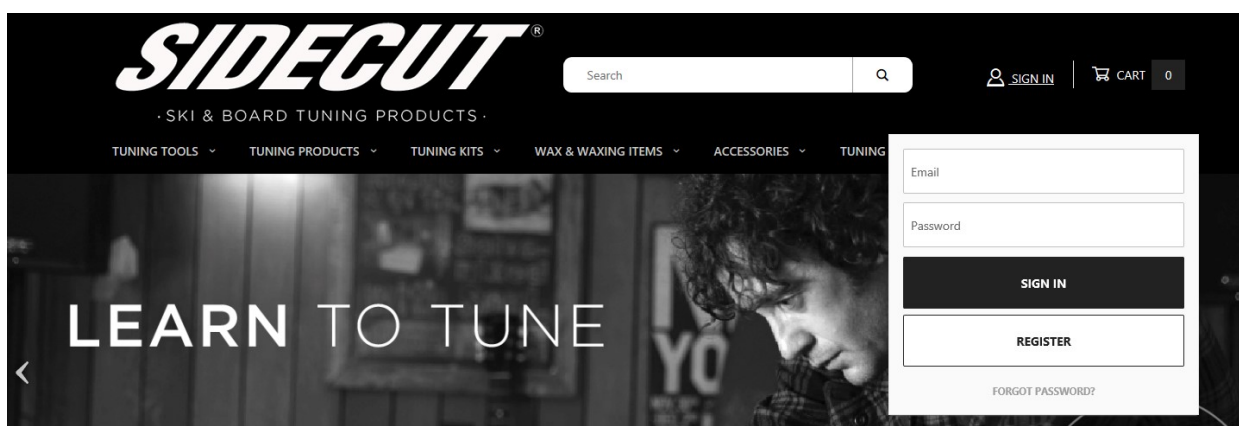 SIDECUT®
· SKI & BOARD TUNING PRODUCTS ·
Search
SIGN IN
CART 0
TUNING TOOLS TUNING PRODUCTS TUNING KITS WAX & WAXING ITEMS ACCESSORIES TUNING
Email
Password
SIGN IN
REGISTER
FORGOT PASSWORD?
LEARN TO TUNE
YO